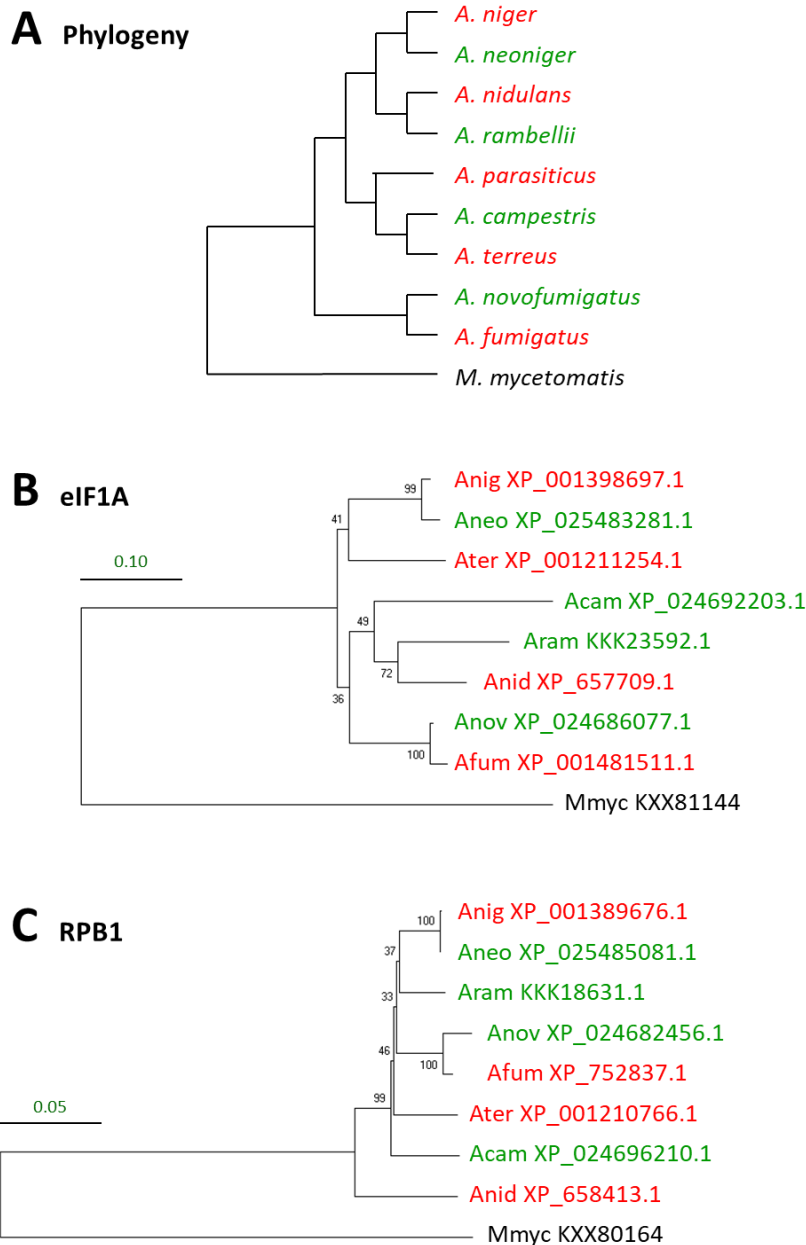 A Phylogeny
A. niger
A. neoniger
A. nidulans
A. rambellii
A. parasiticus
A. campestris
A. terreus
A. novofumigatus
A. fumigatus
M. mycetomatis
B eIF1A
0.10
99
41
49
72
36
100
Anig XP_001398697.1
Aneo XP_025483281.1
Ater XP_001211254.1
Acam XP_024692203.1
Aram KKK23592.1
Anid XP_657709.1
Anov XP_024686077.1
Afum XP_001481511.1
Mmyc KXX81144
C RPB1
0.05
100
37
33
46
100
99
Anig XP_001389676.1
Aneo XP_025485081.1
Aram KKK18631.1
Anov XP_024682456.1
Afum XP_752837.1
Ater XP_001210766.1
Acam XP_024696210.1
Anid XP_658413.1
Mmyc KXX80164